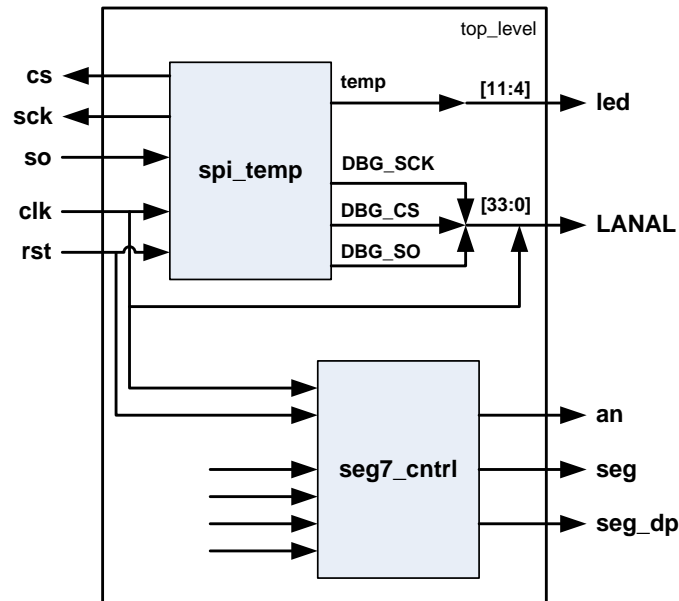 top_level
cs
temp
[11:4]
led
sck
so
spi_temp
DBG_SCK
clk
DBG_CS
[33:0]
LANAL
rst
DBG_SO
an
seg7_cntrl
seg
seg_dp